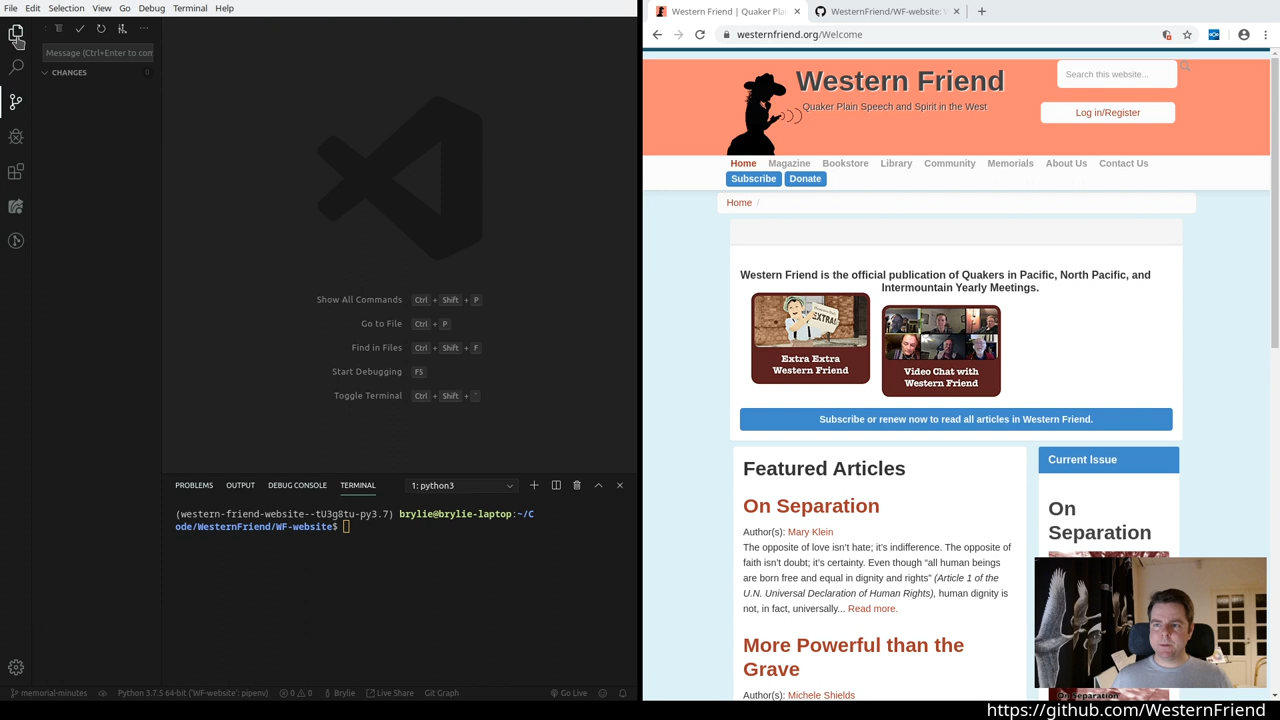 File Edit Selection View Go Debug Terminal Help
Message (Ctrl+Enter to com
CHANGES 0
Show All Commands Ctrl + Shift + P
Go to File Ctrl + P
Find in Files Ctrl + Shift + F
Start Debugging F5
Toggle Terminal Ctrl + Shift + `
PROBLEMS OUTPUT DEBUG CONSOLE TERMINAL 1: python3
(western-friend-website--tU3g8tu-py3.7) brylie@brylie-laptop:~/C
ode/WesternFriend/WF-website$
memorial-minutes Python 3.7.5 64-bit ('WF-website': pipenv) 0 0 Brylie Live Share Git Graph Go Live
Western Friend | Quaker Pla
WesternFriend/WF-website:
westernfriend.org/Welcome
Western Friend
Quaker Plain Speech and Spirit in the West
Search this website...
Log in/Register
Home Magazine Bookstore Library Community Memorials About Us Contact Us
Subscribe Donate
Home /
Western Friend is the official publication of Quakers in Pacific, North Pacific, and
Intermountain Yearly Meetings.
EXTRA!
Extra Extra
Western Friend
Video Chat with
Western Friend
Subscribe or renew now to read all articles in Western Friend.
Featured Articles
On Separation
Author(s): Mary Klein
The opposite of love isn't hate; it's indifference. The opposite of
faith isn't doubt; it's certainty. Even though “all human beings
are born free and equal in dignity and rights” (Article 1 of the
U.N. Universal Declaration of Human Rights), human dignity is
not, in fact, universally... Read more.
More Powerful than the
Grave
Author(s): Michele Shields
Current Issue
On
Separation
On Separation
https://github.com/WesternFriend